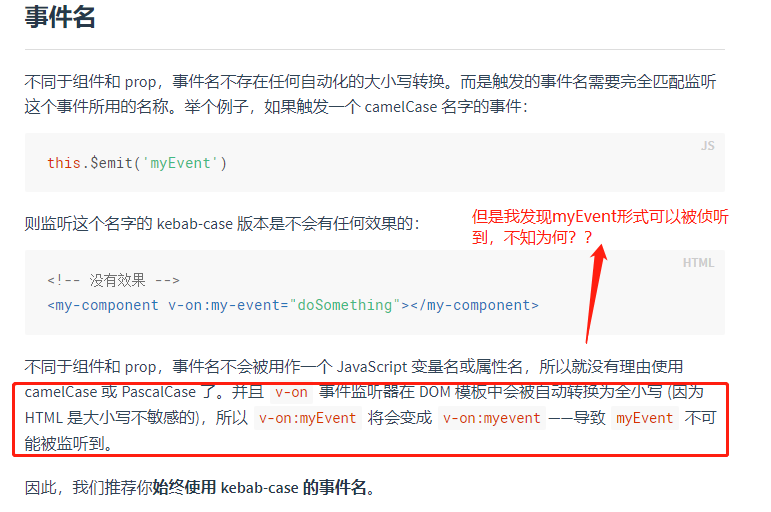 事件名
不同于组件和 prop，事件名不存在任何自动化的大小写转换。而是触发的事件名需要完全匹配监听
这个事件所用的名称。举个例子，如果触发一个 camelCase 名字的事件：
JS
this.$emit('myEvent')
则监听这个名字的 kebab-case 版本是不会有任何效果的：
但是我发现myEvent形式可以被侦听
到，不知为何？？
HTML
<!-- 没有效果 -->
<my-component v-on:my-event="doSomething"></my-component>
不同于组件和 prop，事件名不会被用作一个 JavaScript 变量名或属性名，所以就没有理由使用
camelCase 或 PascalCase 了。并且 v-on 事件监听器在 DOM 模板中会被自动转换为全小写 (因为
HTML 是大小写不敏感的)，所以 v-on:myEvent 将会变成 v-on:myevent ——导致 myEvent 不可
能被监听到。
因此，我们推荐你始终使用 kebab-case 的事件名。